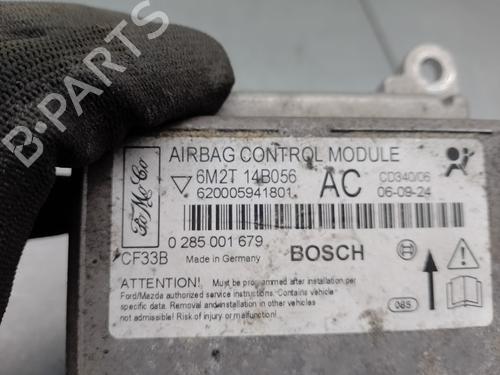 AIRBAG CONTROL MODULE
FoMoCo
6M2T 14B056 AC CD340/06
620005941801 06-09-24
0 285 001 679 BOSCH
CF33B Made in Germany
ATTENTION! Must be programmed after installation per
Ford/Mazda authorized service instructions. Contains vehicle
specific data. Removal and installation in other vehicles
not admissible! Risk of injury or malfunction!
B-PARTS